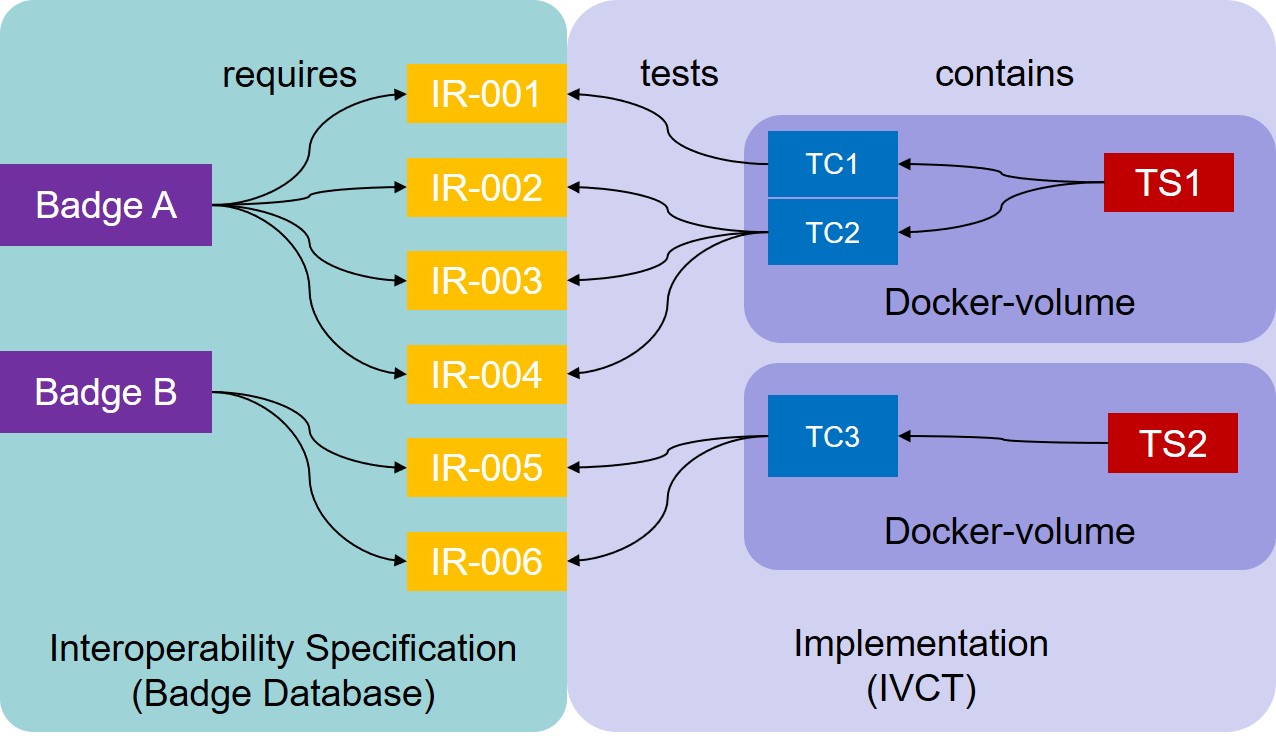 requires
tests
contains
IR-001
IR-002
IR-003
IR-004
IR-005
IR-006
Badge A
Badge B
TC1
TC2
TS1
Docker-volume
TC3
TS2
Docker-volume
Interoperability Specification
(Badge Database)
Implementation
(IVCT)